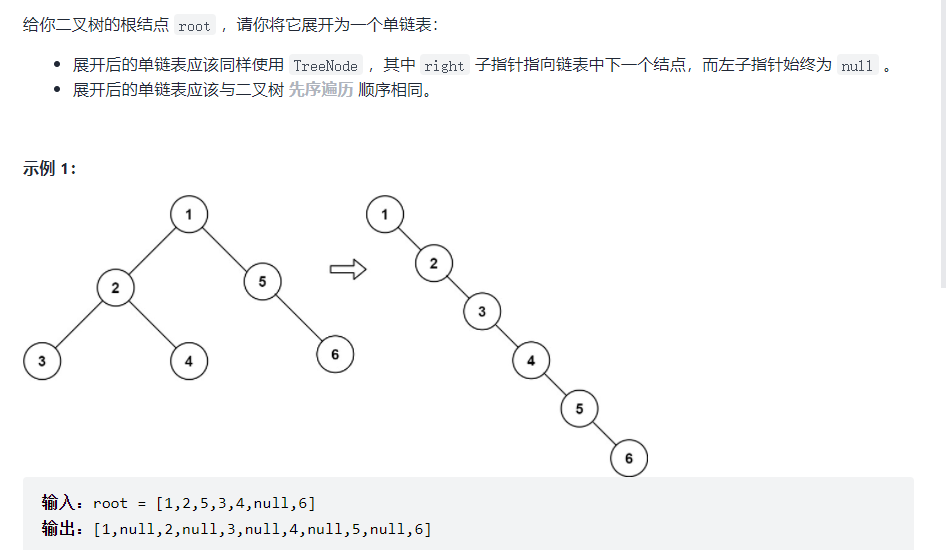 给你二叉树的根结点 root ，请你将它展开为一个单链表：
展开后的单链表应该同样使用 TreeNode ，其中 right 子指针指向链表中下一个结点，而左子指针始终为 null 。
展开后的单链表应该与二叉树 先序遍历 顺序相同。
示例 1：
1
2
5
3
4
6
1
2
3
4
5
6
输入：root = [1,2,5,3,4,null,6]
输出：[1,null,2,null,3,null,4,null,5,null,6]